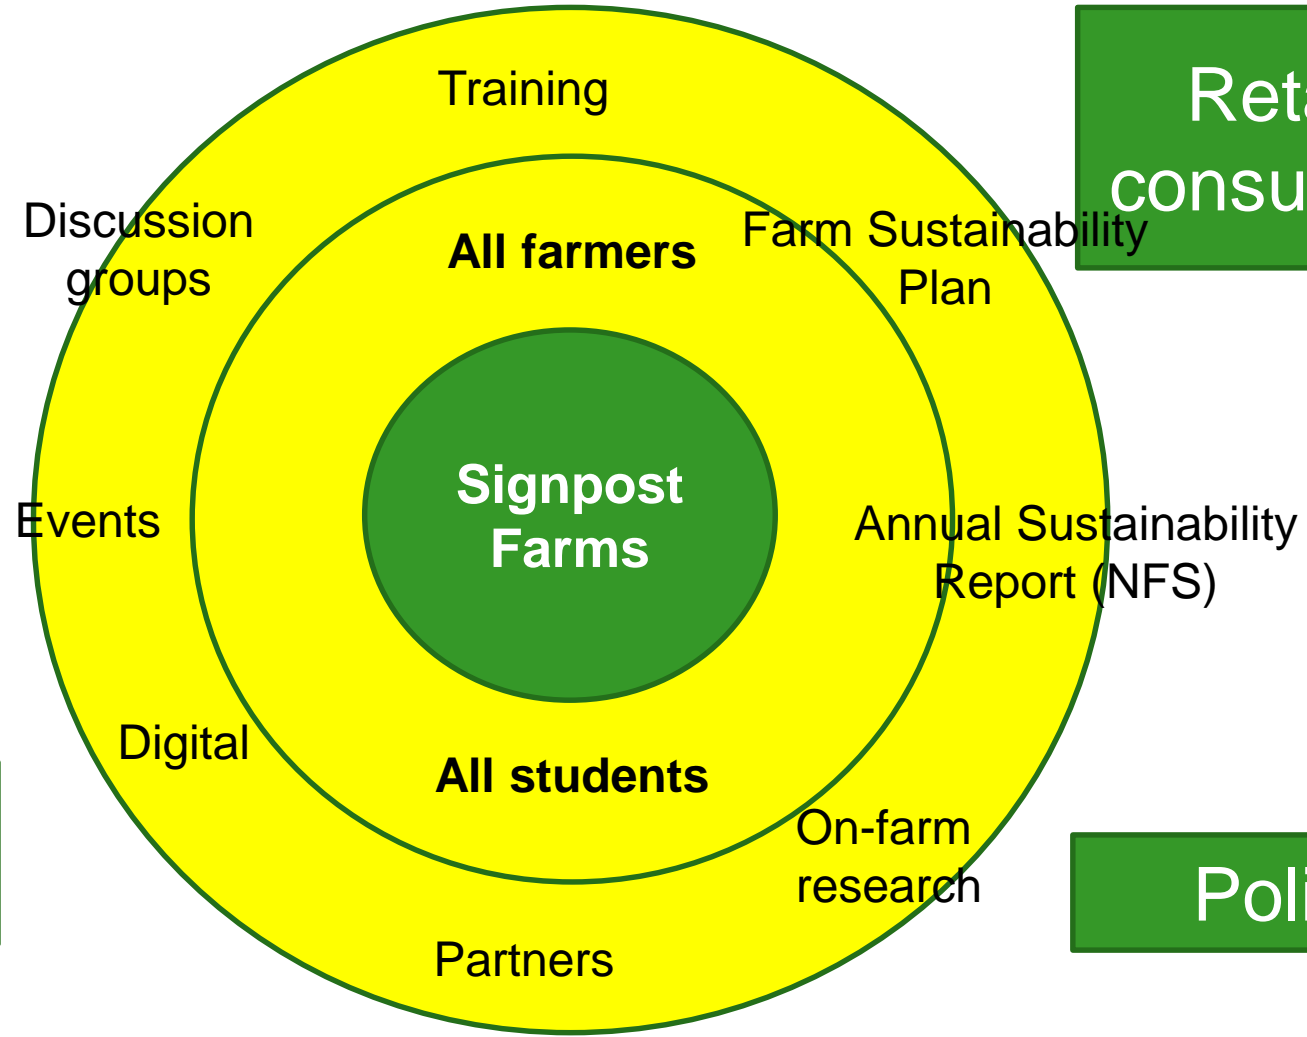 Training
Discussion
groups
All farmers
Farm Sustainability
Plan
Signpost
Farms
Events
Annual Sustainability
Report (NFS)
Digital
All students
On-farm
research
Partners